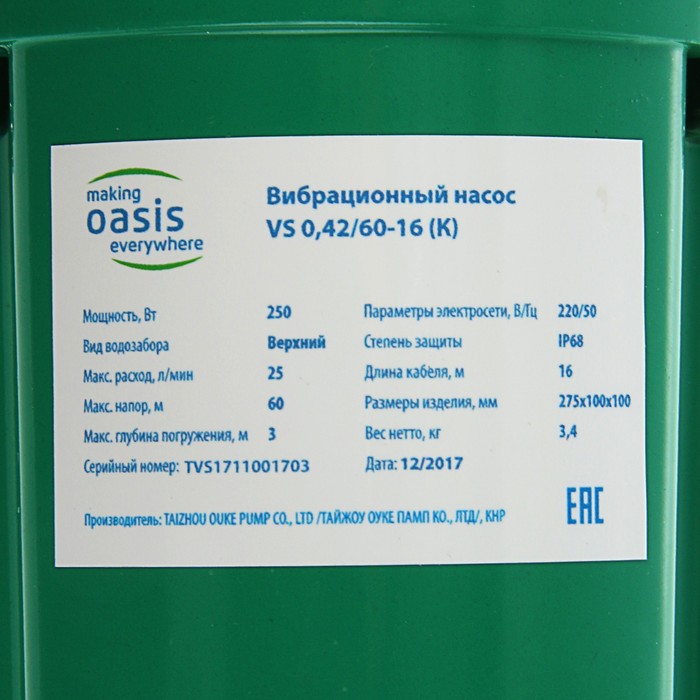 making
oasis
everywhere
Вибрационный насос
VS 0,42/60-16 (К)
Мощность, Вт 250 Параметры электросети, В/Гц 220/50
Вид водозабора Верхний Степень защиты IP68
Макс. расход, л/мин 25 Длина кабеля, м 16
Макс. напор, м 60 Размеры изделия, мм 275x100x100
Макс. глубина погружения, м 3 Вес нетто, кг 3,4
Серийный номер: TVS1711001703 Дата: 12/2017
Производитель: TAIZHOU OUKE PUMP CO., LTD /ТАЙЖОУ ОУКЕ ПАМП КО., ЛТД/, КНР
EAC